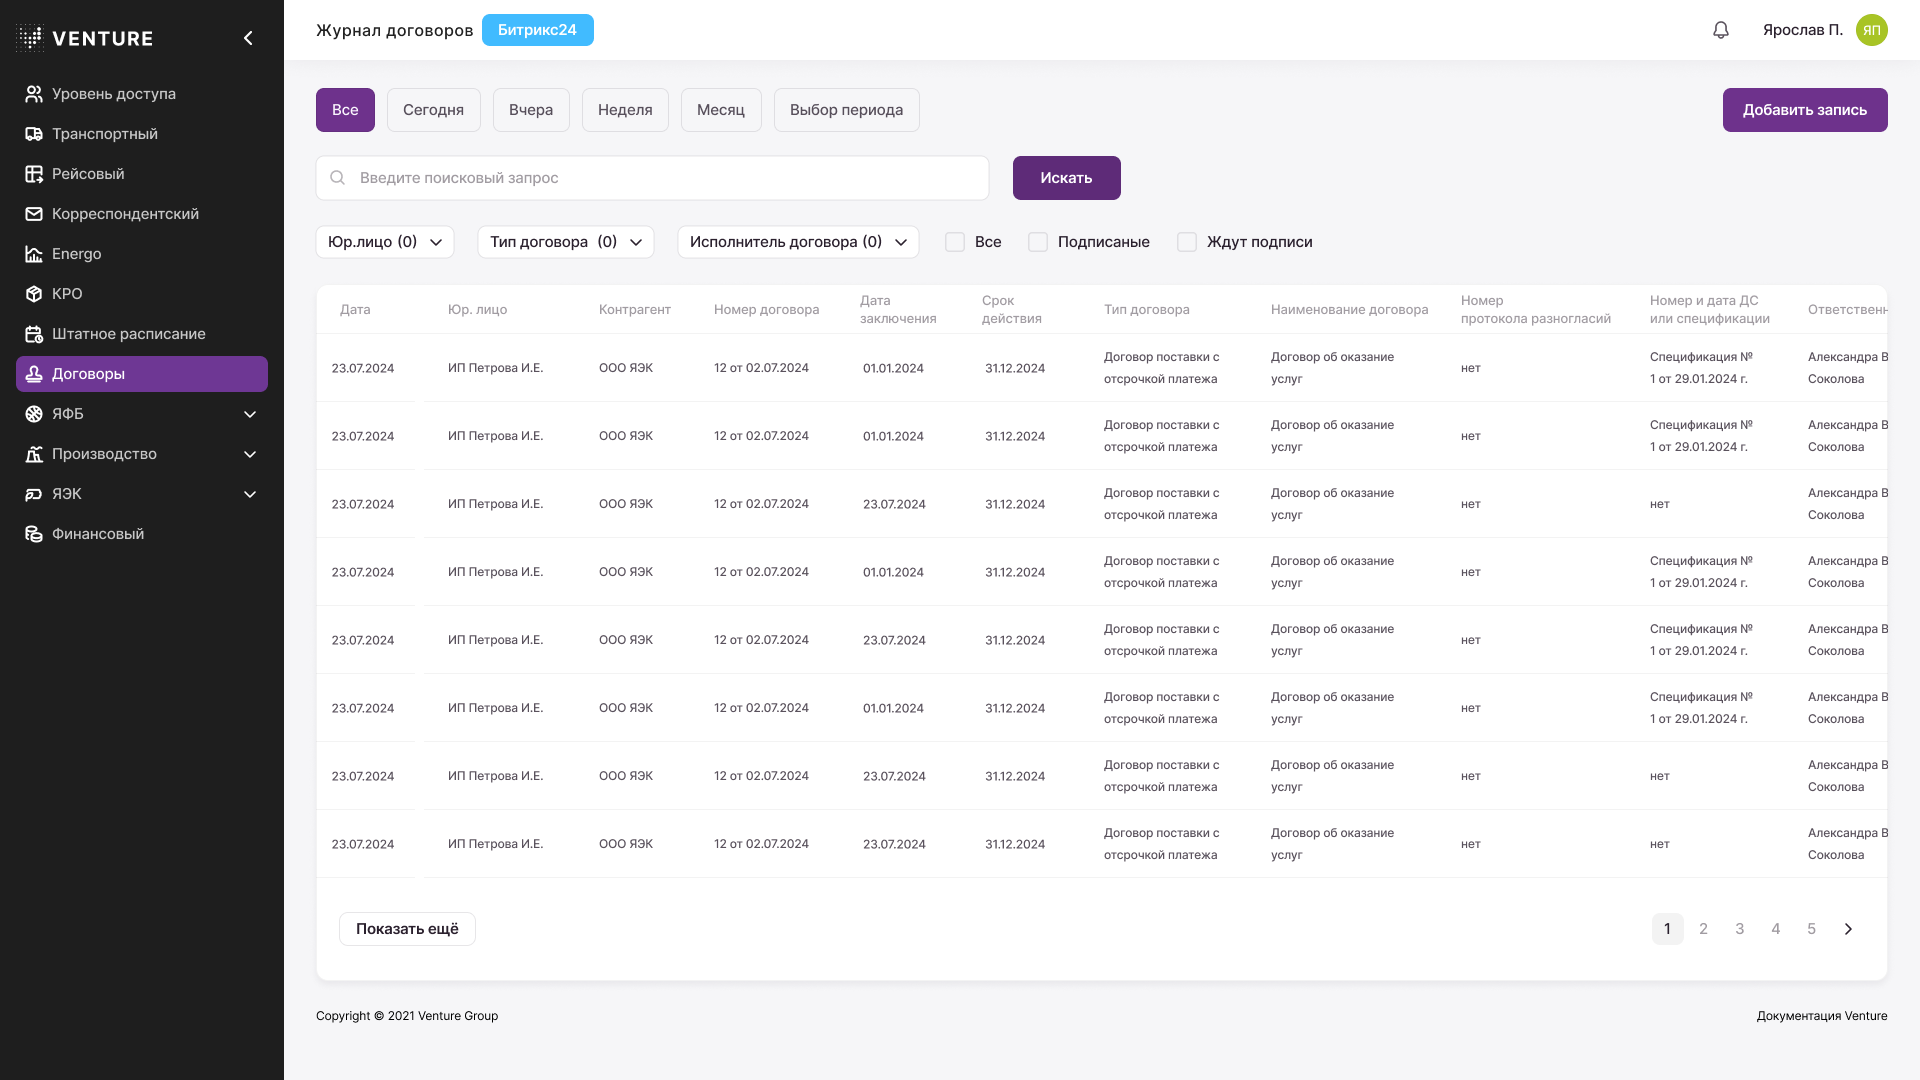 VENTURE
Уровень доступа
Транспортный
Рейсовый
Корреспондентский
Energo
КРО
Штатное расписание
Договоры
ЯФБ
Производство
ЯЭК
Финансовый
Журнал договоров Битрикс24
Ярослав П. ЯП
Все Сегодня Вчера Неделя Месяц Выбор периода Добавить запись
Введите поисковый запрос Искать
Юр.лицо (0) Тип договора (0) Исполнитель договора (0) Все Подписаные Ждут подписи
Дата Юр. лицо Контрагент Номер договора Дата заключения Срок действия Тип договора Наименование договора Номер протокола разногласий Номер и дата ДС или спецификации Ответственн
23.07.2024 ИП Петрова И.Е. ООО ЯЭК 12 от 02.07.2024 01.01.2024 31.12.2024 Договор поставки с отсрочкой платежа Договор об оказание услуг нет Спецификация № 1 от 29.01.2024 г. Александра В Соколова
23.07.2024 ИП Петрова И.Е. ООО ЯЭК 12 от 02.07.2024 01.01.2024 31.12.2024 Договор поставки с отсрочкой платежа Договор об оказание услуг нет Спецификация № 1 от 29.01.2024 г. Александра В Соколова
23.07.2024 ИП Петрова И.Е. ООО ЯЭК 12 от 02.07.2024 23.07.2024 31.12.2024 Договор поставки с отсрочкой платежа Договор об оказание услуг нет нет Александра В Соколова
23.07.2024 ИП Петрова И.Е. ООО ЯЭК 12 от 02.07.2024 01.01.2024 31.12.2024 Договор поставки с отсрочкой платежа Договор об оказание услуг нет Спецификация № 1 от 29.01.2024 г. Александра В Соколова
23.07.2024 ИП Петрова И.Е. ООО ЯЭК 12 от 02.07.2024 23.07.2024 31.12.2024 Договор поставки с отсрочкой платежа Договор об оказание услуг нет Спецификация № 1 от 29.01.2024 г. Александра В Соколова
23.07.2024 ИП Петрова И.Е. ООО ЯЭК 12 от 02.07.2024 01.01.2024 31.12.2024 Договор поставки с отсрочкой платежа Договор об оказание услуг нет Спецификация № 1 от 29.01.2024 г. Александра В Соколова
23.07.2024 ИП Петрова И.Е. ООО ЯЭК 12 от 02.07.2024 23.07.2024 31.12.2024 Договор поставки с отсрочкой платежа Договор об оказание услуг нет нет Александра В Соколова
23.07.2024 ИП Петрова И.Е. ООО ЯЭК 12 от 02.07.2024 23.07.2024 31.12.2024 Договор поставки с отсрочкой платежа Договор об оказание услуг нет нет Александра В Соколова
Показать ещё 1 2 3 4 5
Copyright © 2021 Venture Group Документация Venture